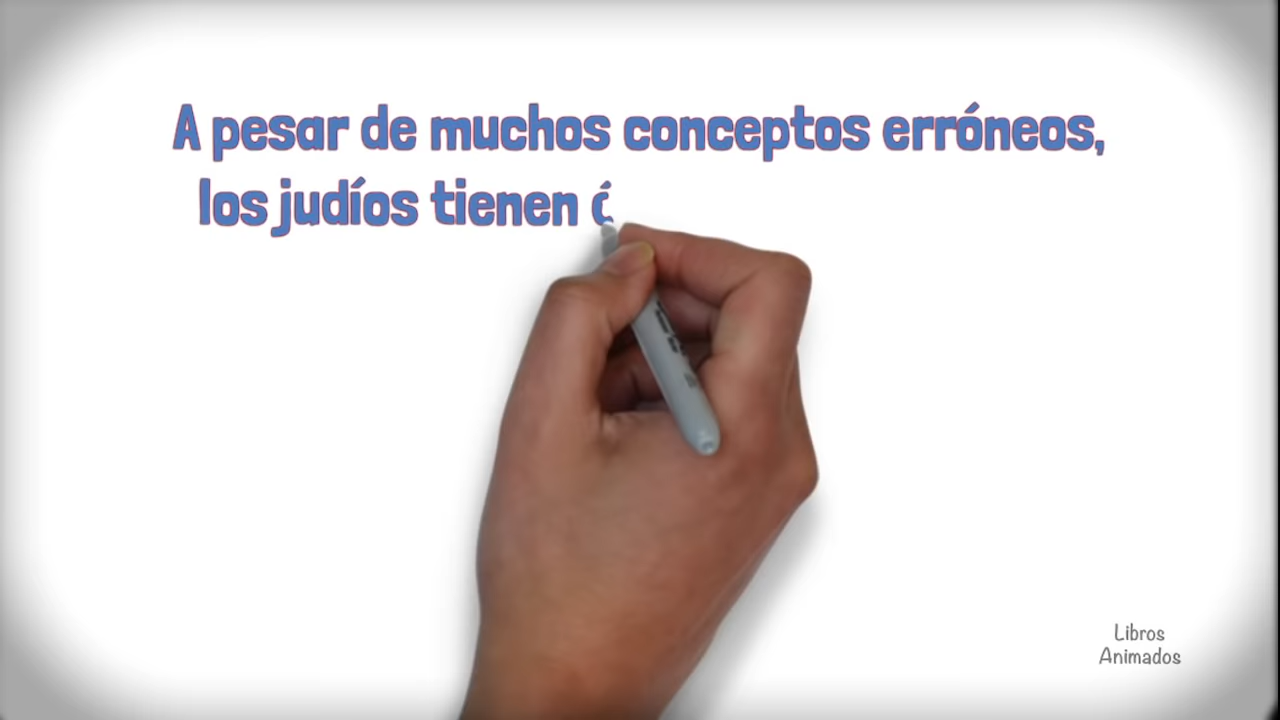 A pesar de muchos conceptos erróneos,
los judíos tienen
Libros
Animados